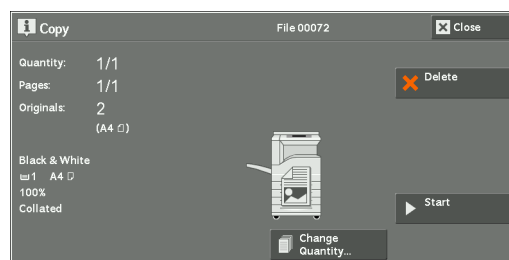 Copy
File 00072
Close
Quantity: 1/1
Pages: 1/1
Originals: 2
(A4)
Delete
Black & White
1 A4
100%
Collated
Start
Change
Quantity...